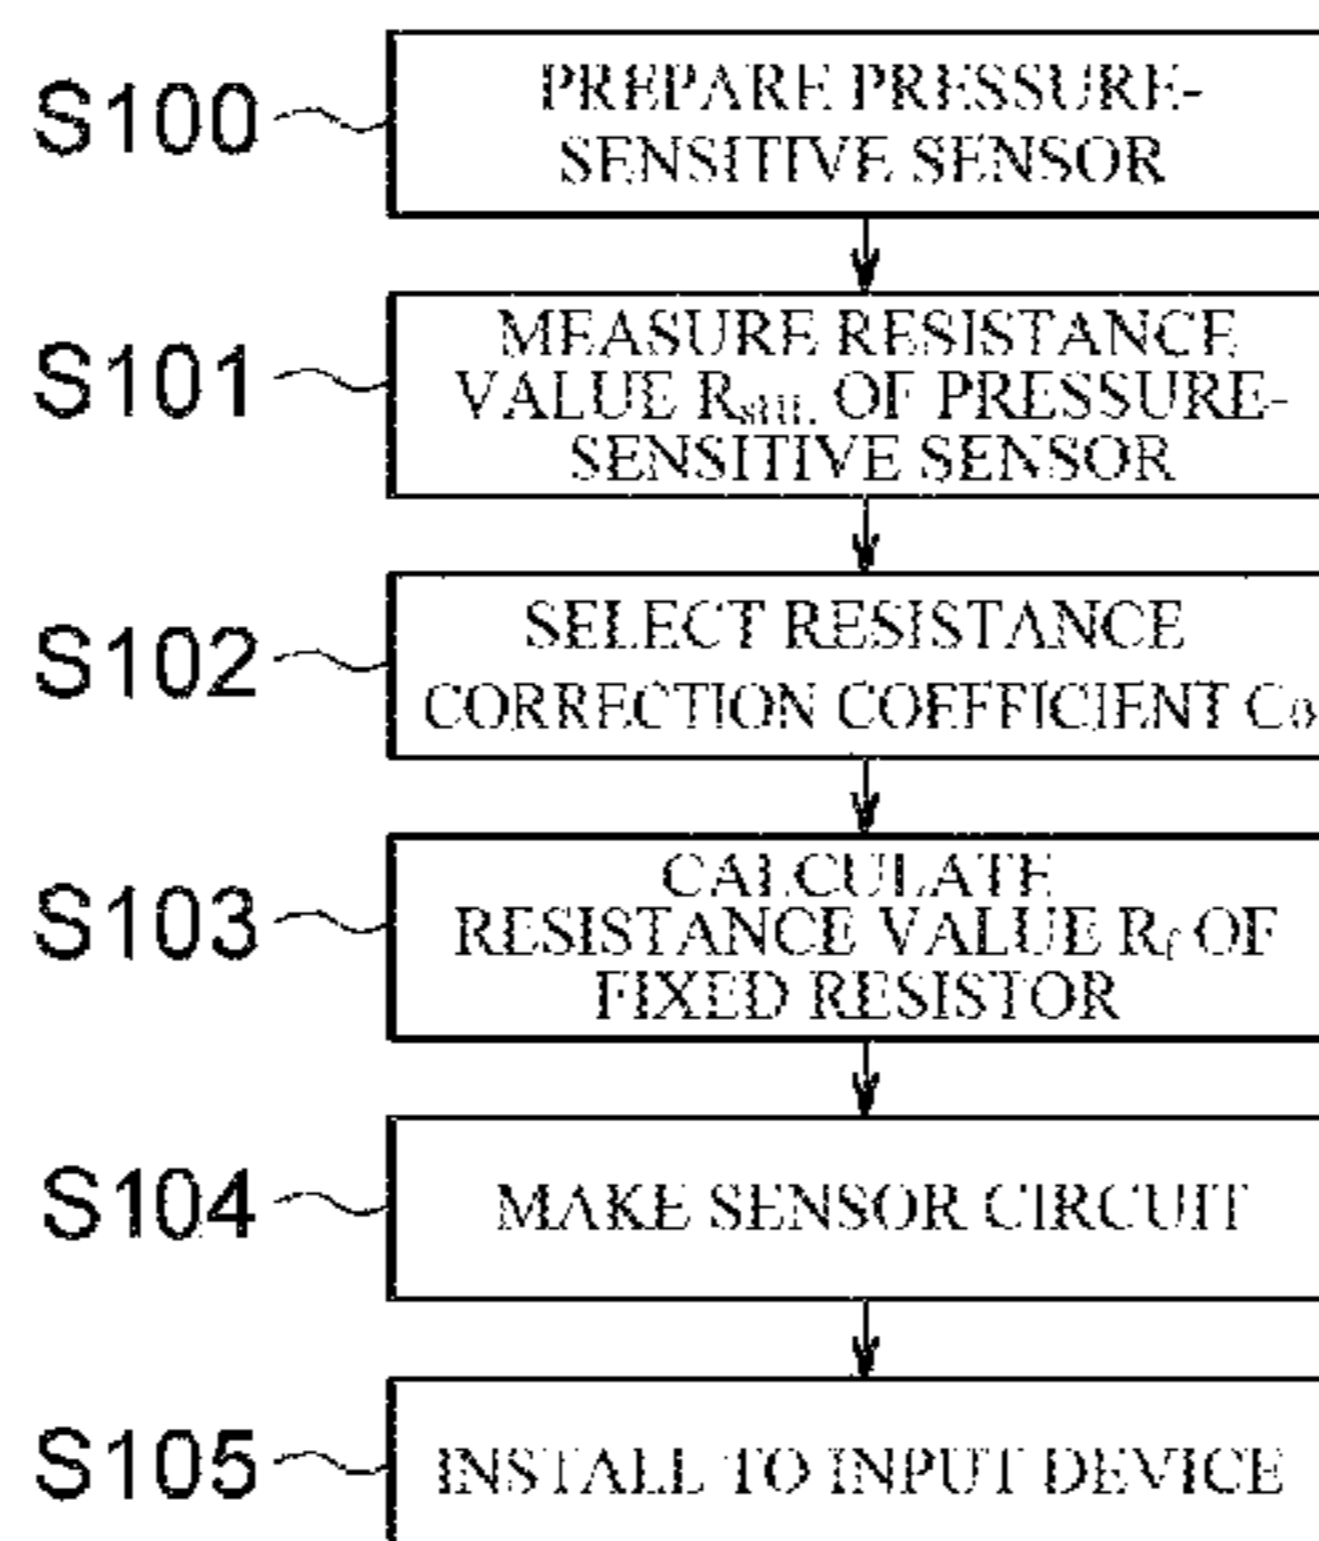 S100
PREPARE PRESSURE-
SENSITIVE SENSOR
S101
MEASURE RESISTANCE
VALUE OF PRESSURE-
SENSITIVE SENSOR
S102
SELECT RESISTANCE
CORRECTION COEFFICIENT C₀
S103
CALCULATE
RESISTANCE VALUE Rf OF
FIXED RESISTOR
S104
MAKE SENSOR CIRCUIT
S105
INSTALL TO INPUT DEVICE